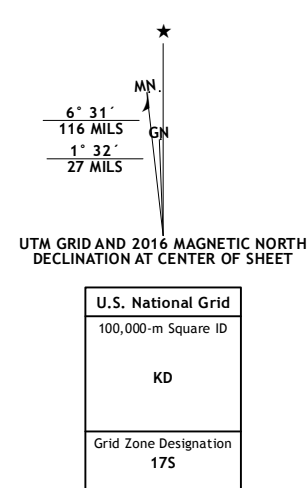 ★
MN
6° 31´
116 MILS
GN
1° 32´
27 MILS
UTM GRID AND 2016 MAGNETIC NORTH
DECLINATION AT CENTER OF SHEET
U.S. National Grid
100,000-m Square ID
KD
Grid Zone Designation
17S